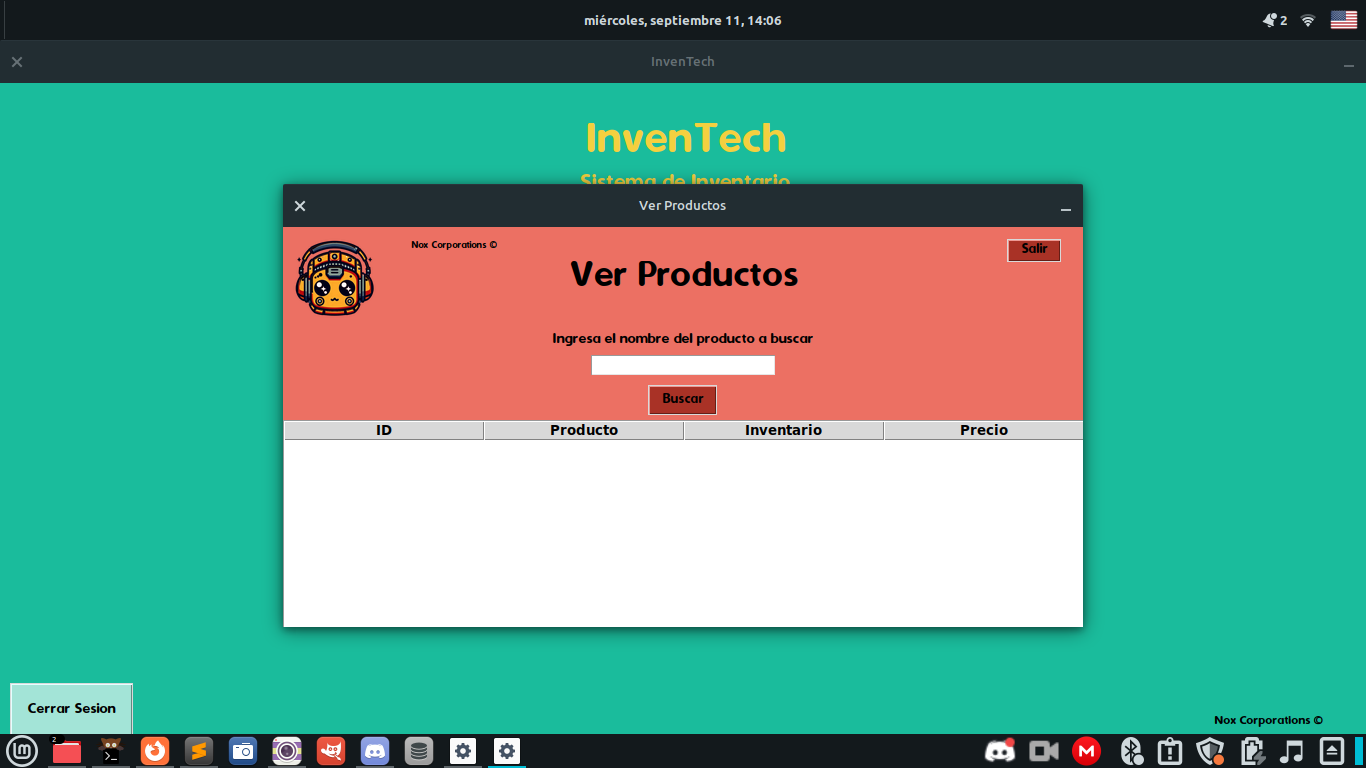 miércoles, septiembre 11, 14:06
2
InvenTech
InvenTech
Sistema de Inventario
Ver Productos
Nox Corporations ©
Salir
Ver Productos
Ingresa el nombre del producto a buscar
Buscar
ID Producto Inventario Precio
Cerrar Sesion
Nox Corporations ©
2